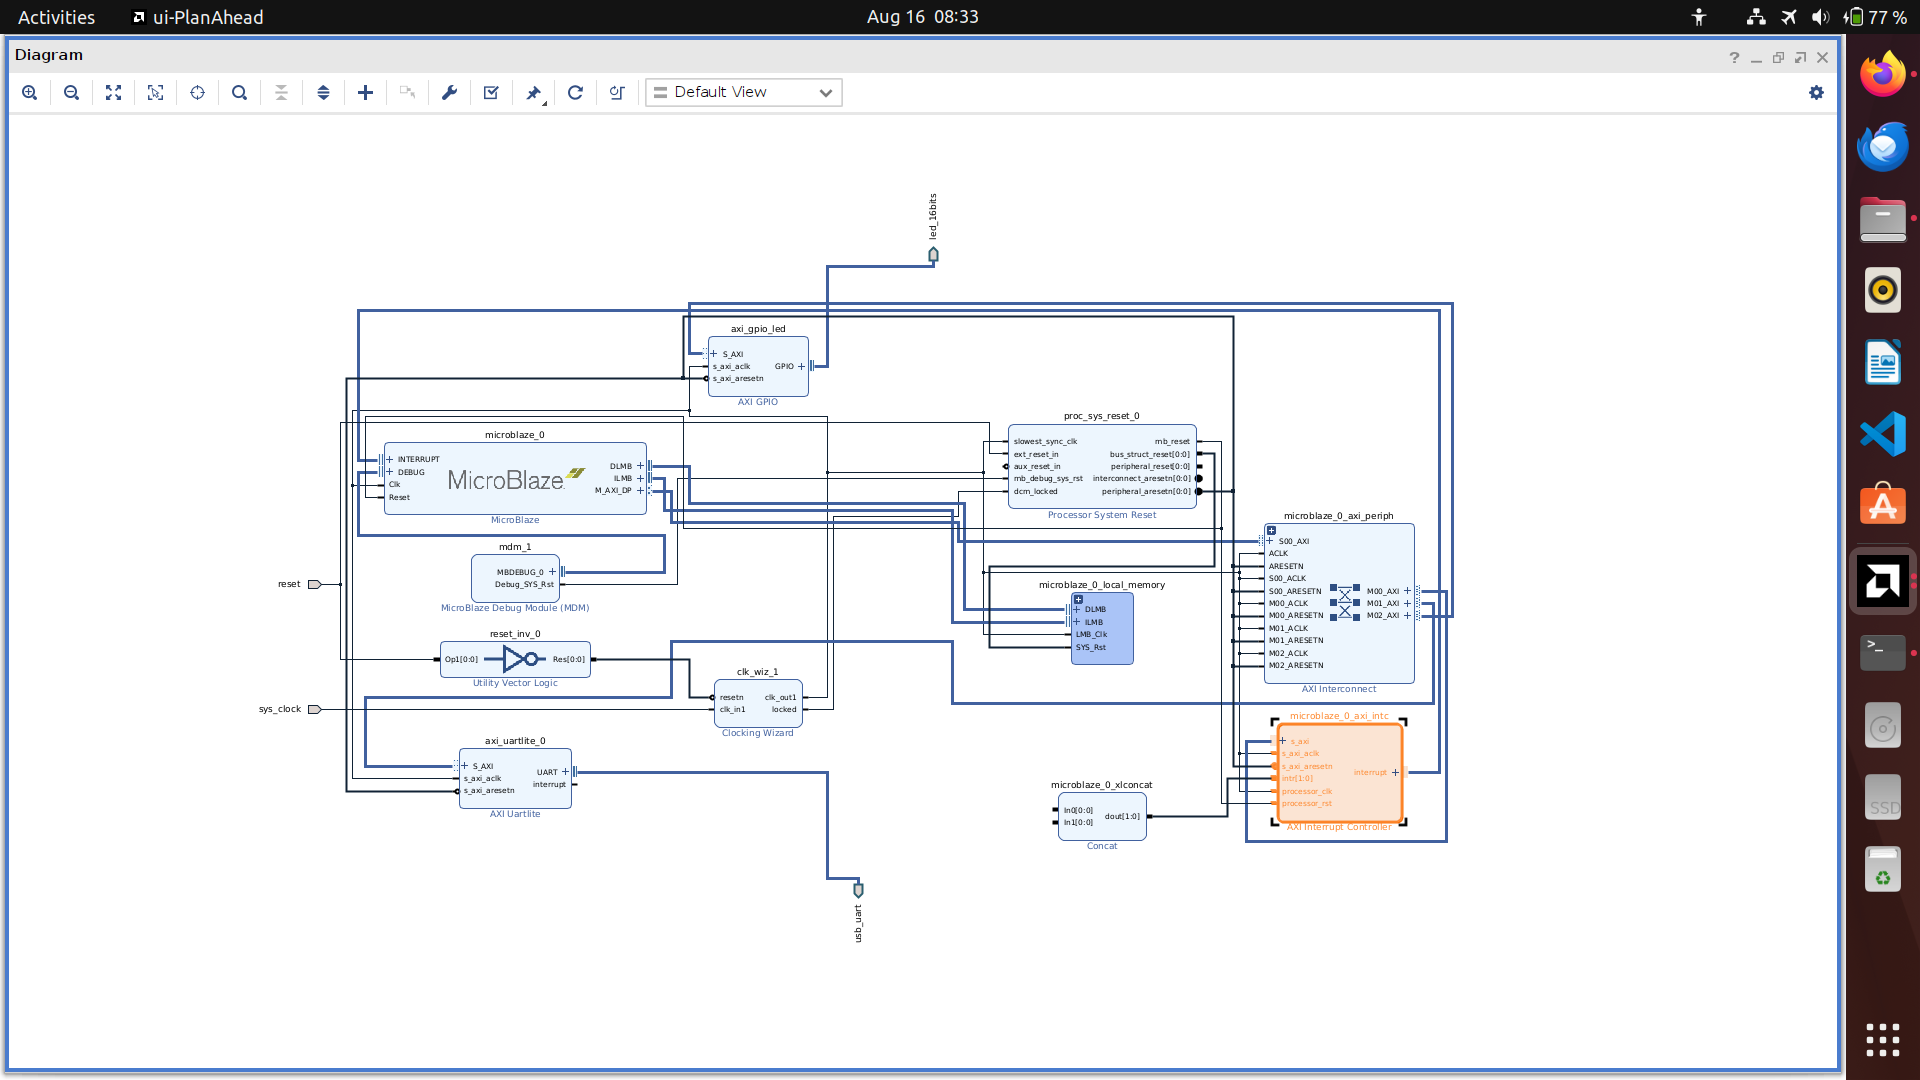 Activities
ui-PlanAhead
Aug 16 08:33
77 %
Diagram
Default View
led_16bits
axi_gpio_led
S_AXI
s_axi_aclk
s_axi_aresetn
GPIO
AXI GPIO
microblaze_0
INTERRUPT
DEBUG
Clk
Reset
MicroBlaze
DLMB
ILMB
M_AXI_DP
MicroBlaze
proc_sys_reset_0
slowest_sync_clk
ext_reset_in
aux_reset_in
mb_debug_sys_rst
dcm_locked
mb_reset
bus_struct_reset[0:0]
peripheral_reset[0:0]
interconnect_aresetn[0:0]
peripheral_aresetn[0:0]
Processor System Reset
mdm_1
MBDEBUG_0
Debug_SYS_Rst
MicroBlaze Debug Module (MDM)
reset
microblaze_0_local_memory
DLMB
ILMB
LMB_Clk
SYS_Rst
microblaze_0_axi_periph
S00_AXI
ACLK
ARESETN
S00_ACLK
S00_ARESETN
M00_ACLK
M00_ARESETN
M01_ACLK
M01_ARESETN
M02_ACLK
M02_ARESETN
M00_AXI
M01_AXI
M02_AXI
AXI Interconnect
reset_inv_0
Op1[0:0]
Res[0:0]
Utility Vector Logic
sys_clock
clk_wiz_1
resetn
clk_in1
clk_out1
locked
Clocking Wizard
axi_uartlite_0
S_AXI
s_axi_aclk
s_axi_aresetn
UART
interrupt
AXI Uartlite
microblaze_0_axi_intc
s_axi
s_axi_aclk
s_axi_aresetn
intr[1:0]
processor_clk
processor_rst
interrupt
AXI Interrupt Controller
microblaze_0_xlconcat
In0[0:0]
In1[0:0]
dout[1:0]
Concat
usb_uart
SSD